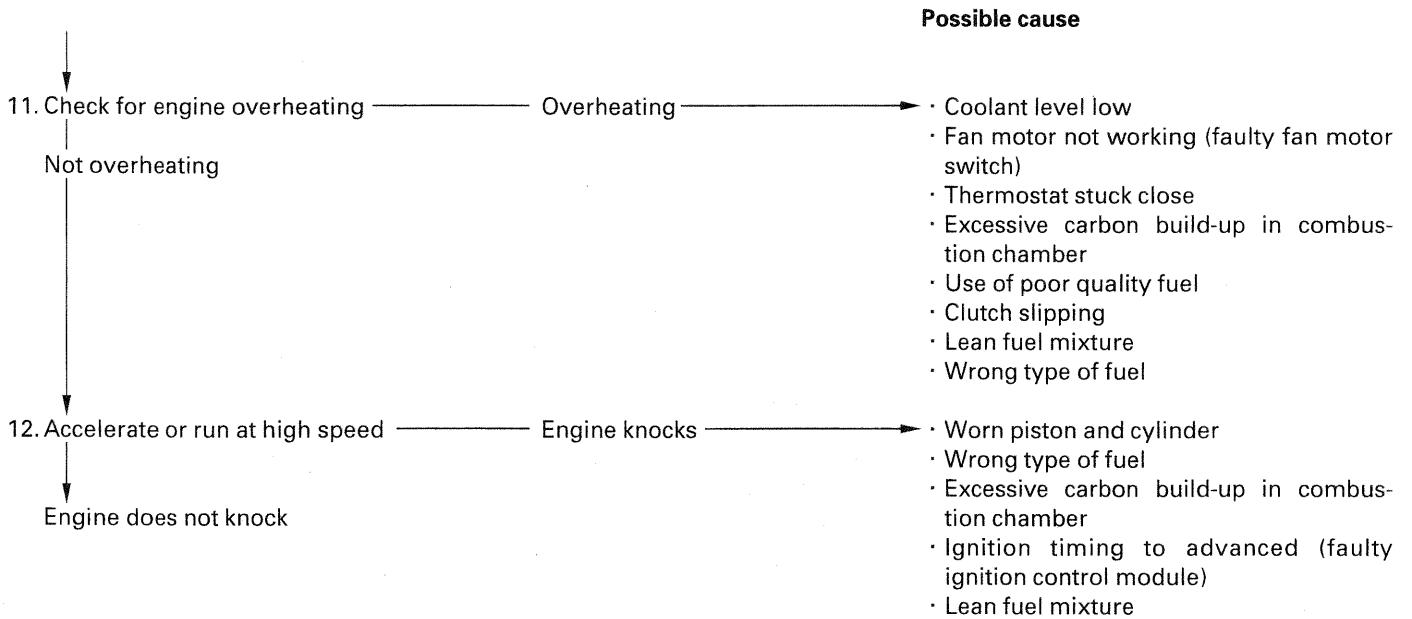 Possible cause
11. Check for engine overheating Overheating · Coolant level low
· Fan motor not working (faulty fan motor
Not overheating
switch)
· Thermostat stuck close
· Excessive carbon build-up in combus-
tion chamber
· Use of poor quality fuel
· Clutch slipping
· Lean fuel mixture
· Wrong type of fuel
12. Accelerate or run at high speed Engine knocks · Worn piston and cylinder
· Wrong type of fuel
· Excessive carbon build-up in combus-
Engine does not knock
tion chamber
· Ignition timing to advanced (faulty
ignition control module)
· Lean fuel mixture